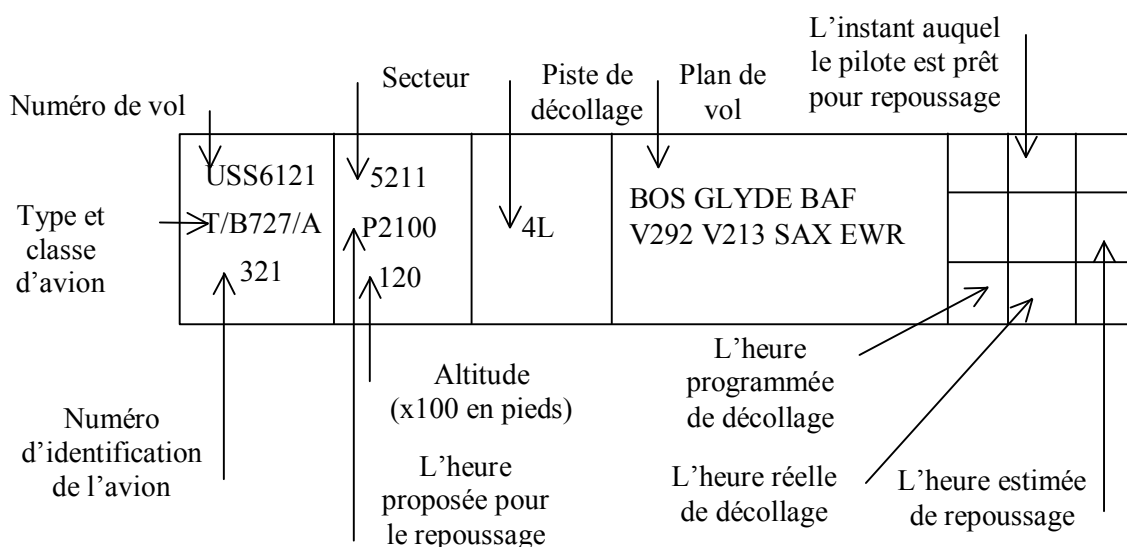 L'instant auquel
le pilote est prêt
pour repoussage
Secteur
Piste de
décollage
Plan de
vol
Numéro de vol
USS6121
T/B727/A
321
5211
P2100
120
4L
BOS GLYDE BAF
V292 V213 SAX EWR
Type et
classe
d'avion
Altitude
(x100 en pieds)
L'heure
programmée
de décollage
Numéro
d'identification
de l'avion
L'heure
proposée pour
le repoussage
L'heure réelle
de décollage
L'heure estimée
de repoussage